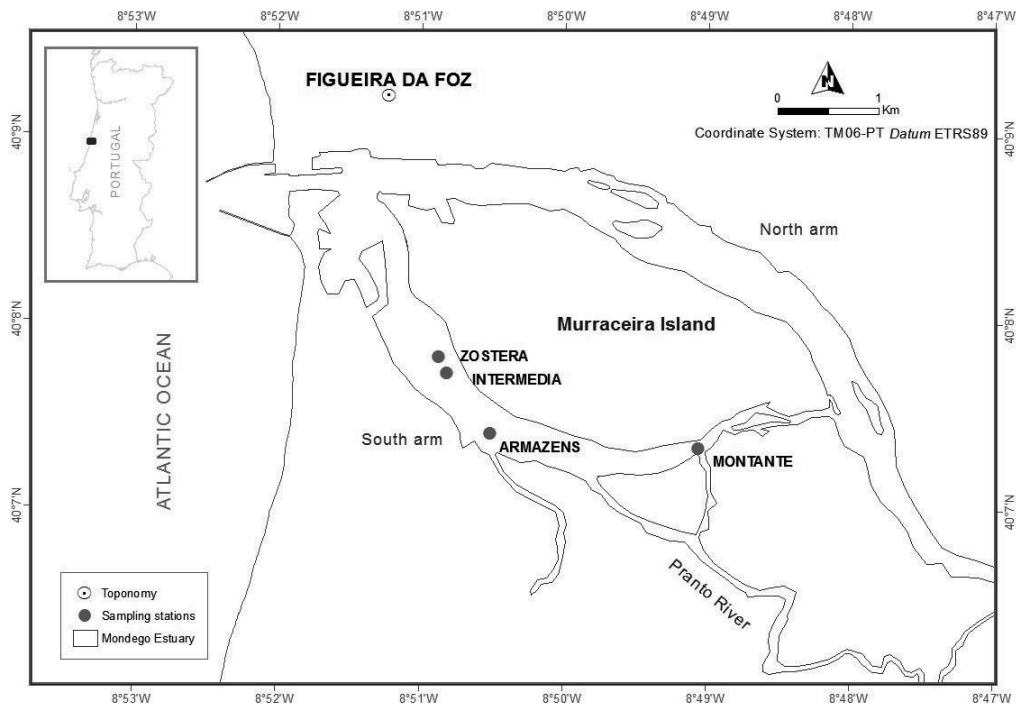 8°53'W
8°52'W
8°51'W
8°50'W
8°49'W
8°48'W
8°47'W
FIGUEIRA DA FOZ
N
0 1
Km
Coordinate System: TM06-PT Datum ETRS89
PORTUGAL
40°9'N
40°9'N
North arm
Murraceira Island
40°8'N
40°8'N
ZOSTERA
INTERMEDIA
ATLANTIC OCEAN
South arm
ARMAZENS
MONTANTE
40°7'N
40°7'N
Pranto River
Toponomy
Sampling stations
Mondego Estuary
8°53'W
8°52'W
8°51'W
8°50'W
8°49'W
8°48'W
8°47'W